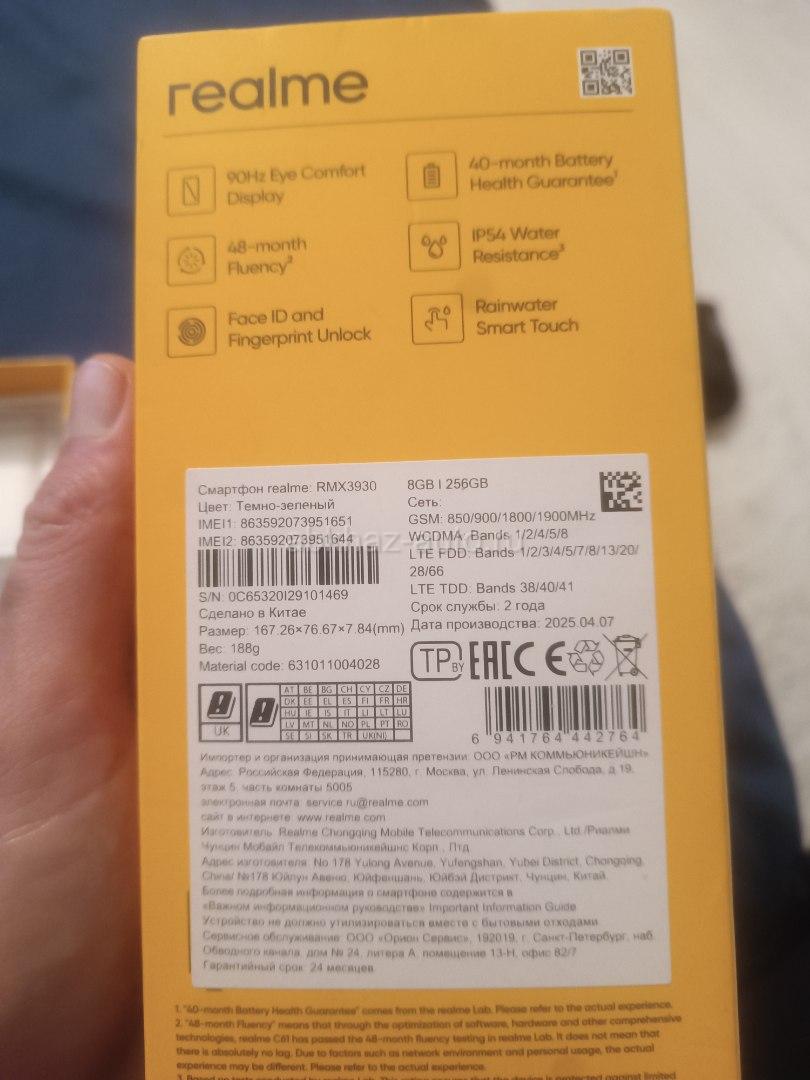 realme
90Hz Eye Comfort
Display
40-month Battery
Health Guarantee¹
48-month
Fluency²
IP54 Water
Resistance³
Face ID and
Fingerprint Unlock
Rainwater
Smart Touch
Смартфон realme: RMX3930
Цвет: Темно-зеленый
IMEI1: 863592073951651
IMEI2: 863592073951644
S/N: 0C65320I29101469
Сделано в Китае
Размер: 167.26×76.67×7.84(mm)
Вес: 188g
Material code: 631011004028
8GB | 256GB
Сеть:
GSM: 850/900/1800/1900MHz
WCDMA: Bands 1/2/4/5/8
LTE FDD: Bands 1/2/3/4/5/7/8/13/20/
28/66
LTE TDD: Bands 38/40/41
Срок службы: 2 года
Дата производства: 2025.04.07
TP BY EAC CE
UK
AT BE BG CH CY CZ DE
DK EE EL ES FI FR HR
HU IE IS IT LI LT LU
LV MT NL NO PL PT RO
SE SI SK TR UK(NI)
6 941764 442764
Импортер и организация принимающая претензии: ООО «РМ КОММЬЮНИКЕЙШН»
Адрес: Российская Федерация, 115280, г. Москва, ул. Ленинская Слобода, д.19,
этаж 5, часть комнаты 5005
электронная почта: service.ru@realme.com
сайт в интернете: www.realme.com
Изготовитель: Realme Chongqing Mobile Telecommunications Corp., Ltd./Риалми
Чунцин Мобайл Телекоммьюникейшнс Корп., Лтд
Адрес изготовителя: No.178 Yulong Avenue, Yufengshan, Yubei District, Chongqing,
China/ №178 Юйлун Авеню, Юйфеншань, Юйбэй Дистрикт, Чунцин, Китай.
Более подробная информация о смартфоне содержится в
«Важном информационном руководстве» Important Information Guide
Устройство не должно утилизироваться вместе с бытовыми отходами
Сервисное обслуживание: ООО «Орион Сервис», 192019, г. Санкт-Петербург, наб.
Обводного канала, дом № 24, литера А, помещение 13-Н, офис 82/7
Гарантийный срок: 24 месяцев
1. "40-month Battery Health Guarantee" comes from the realme Lab. Please refer to the actual experience.
2. "48-month Fluency" means that through the optimization of software, hardware and other comprehensive
technologies, realme C61 has passed the 48-month fluency testing in realme Lab. It does not mean that
there is absolutely no lag. Due to factors such as network environment and personal usage, the actual
experience may be different. Please refer to the actual experience.